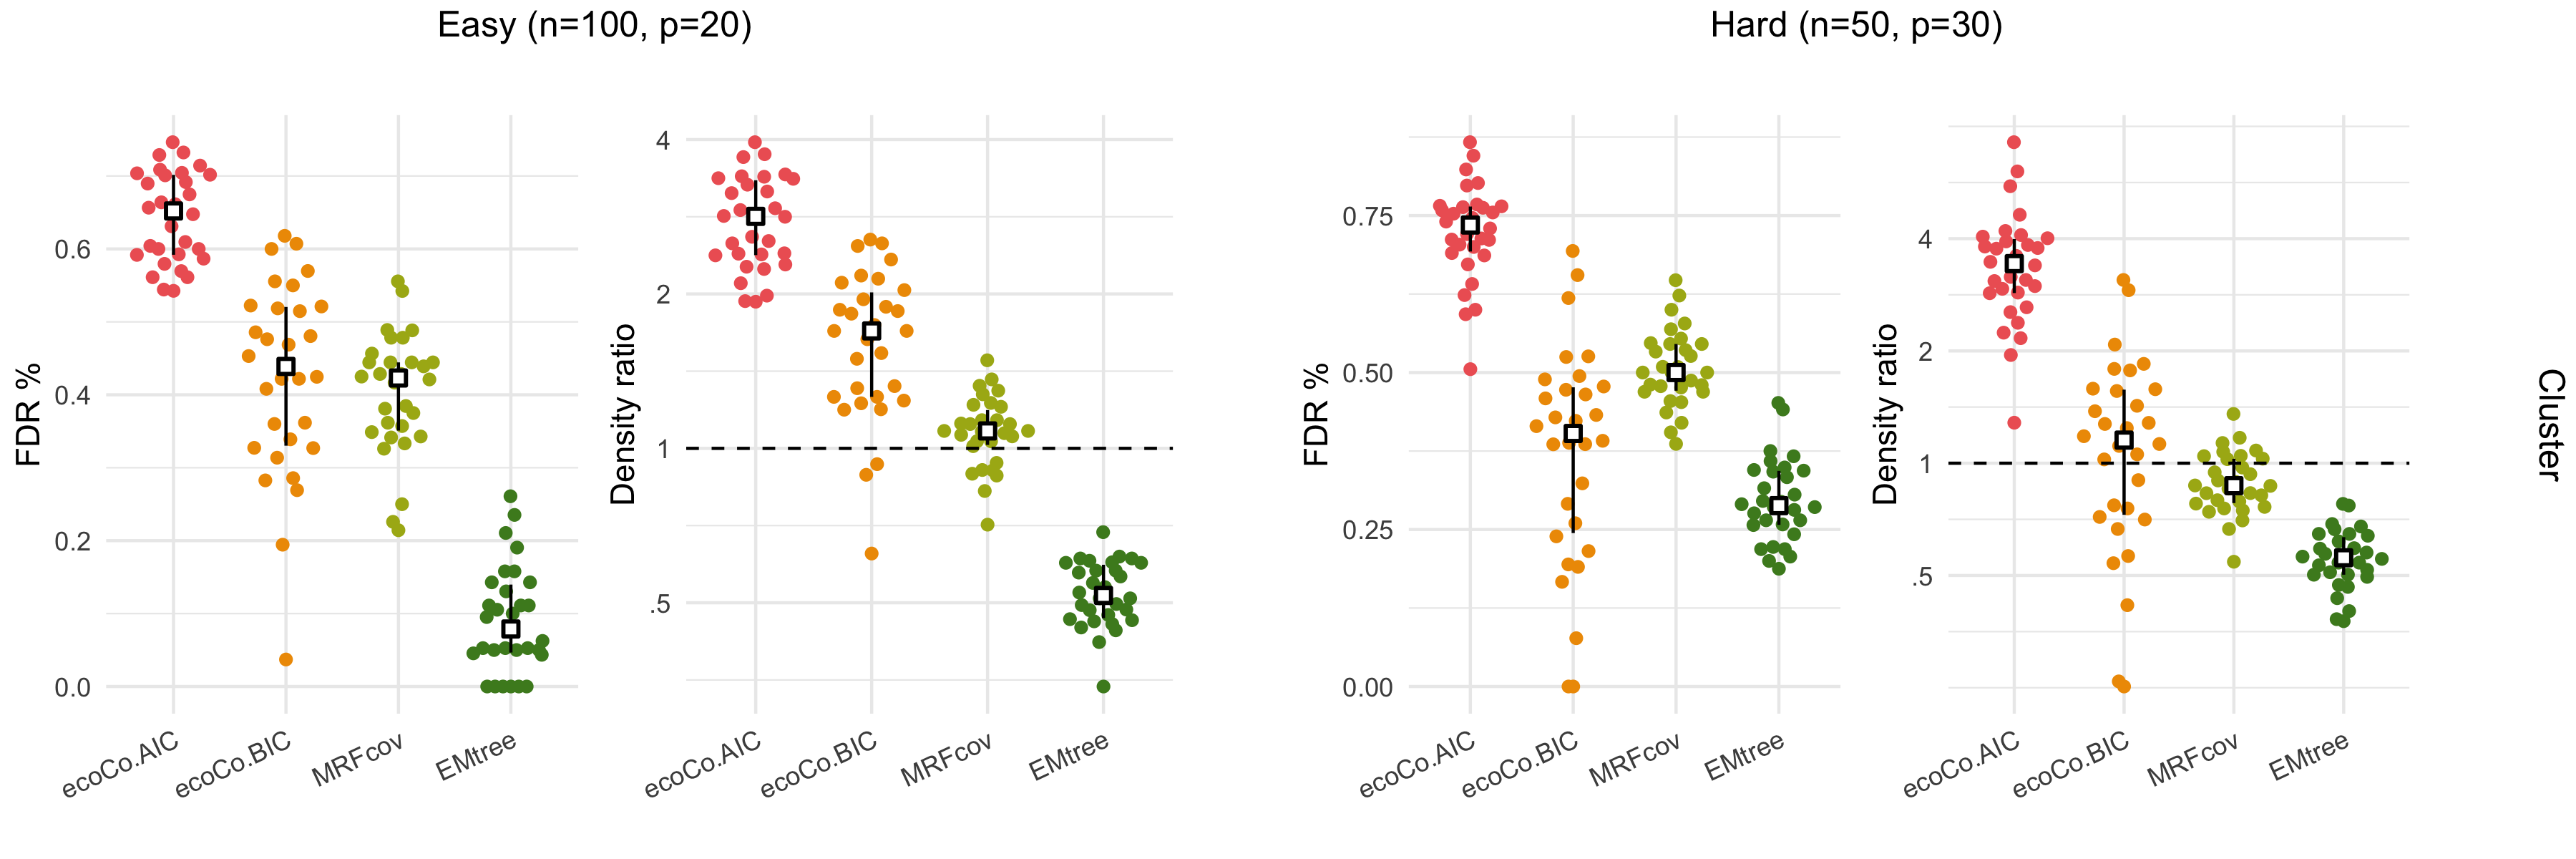 Easy (n=100, p=20)
Hard (n=50, p=30)
FDR %
0.6
0.4
0.2
0.0
ecoCo.AIC
ecoCo.BIC
MRFcov
EMtree
Density ratio
4
2
1
.5
ecoCo.AIC
ecoCo.BIC
MRFcov
EMtree
FDR %
0.75
0.50
0.25
0.00
ecoCo.AIC
ecoCo.BIC
MRFcov
EMtree
Density ratio
4
2
1
.5
ecoCo.AIC
ecoCo.BIC
MRFcov
EMtree
Cluster